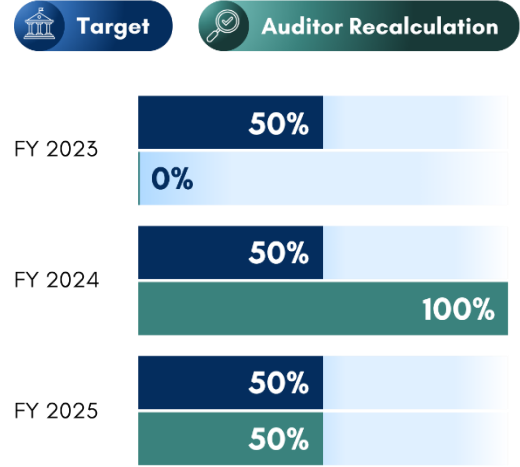 Target
Auditor Recalculation
FY 2023
50%
0%
FY 2024
50%
100%
FY 2025
50%
50%